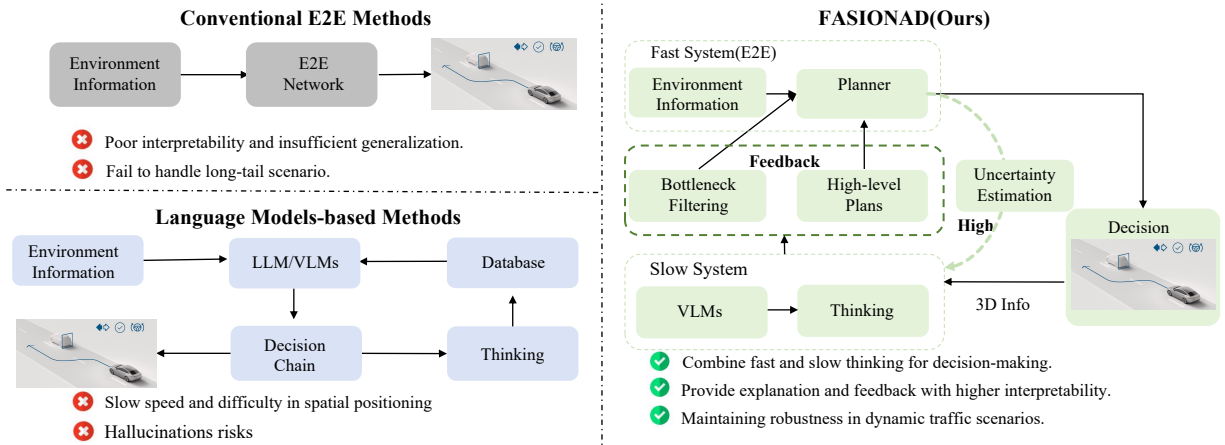 Conventional E2E Methods
Environment
Information
E2E
Network
Poor interpretability and insufficient generalization.
Fail to handle long-tail scenario.
Language Models-based Methods
Environment
Information
LLM/VLMs
Database
Decision
Chain
Thinking
Slow speed and difficulty in spatial positioning
Hallucinations risks
FASIONAD(Ours)
Fast System(E2E)
Environment
Information
Planner
Feedback
Bottleneck
Filtering
High-level
Plans
Uncertainty
Estimation
High
Decision
Slow System
VLMs
Thinking
3D Info
Combine fast and slow thinking for decision-making.
Provide explanation and feedback with higher interpretability.
Maintaining robustness in dynamic traffic scenarios.